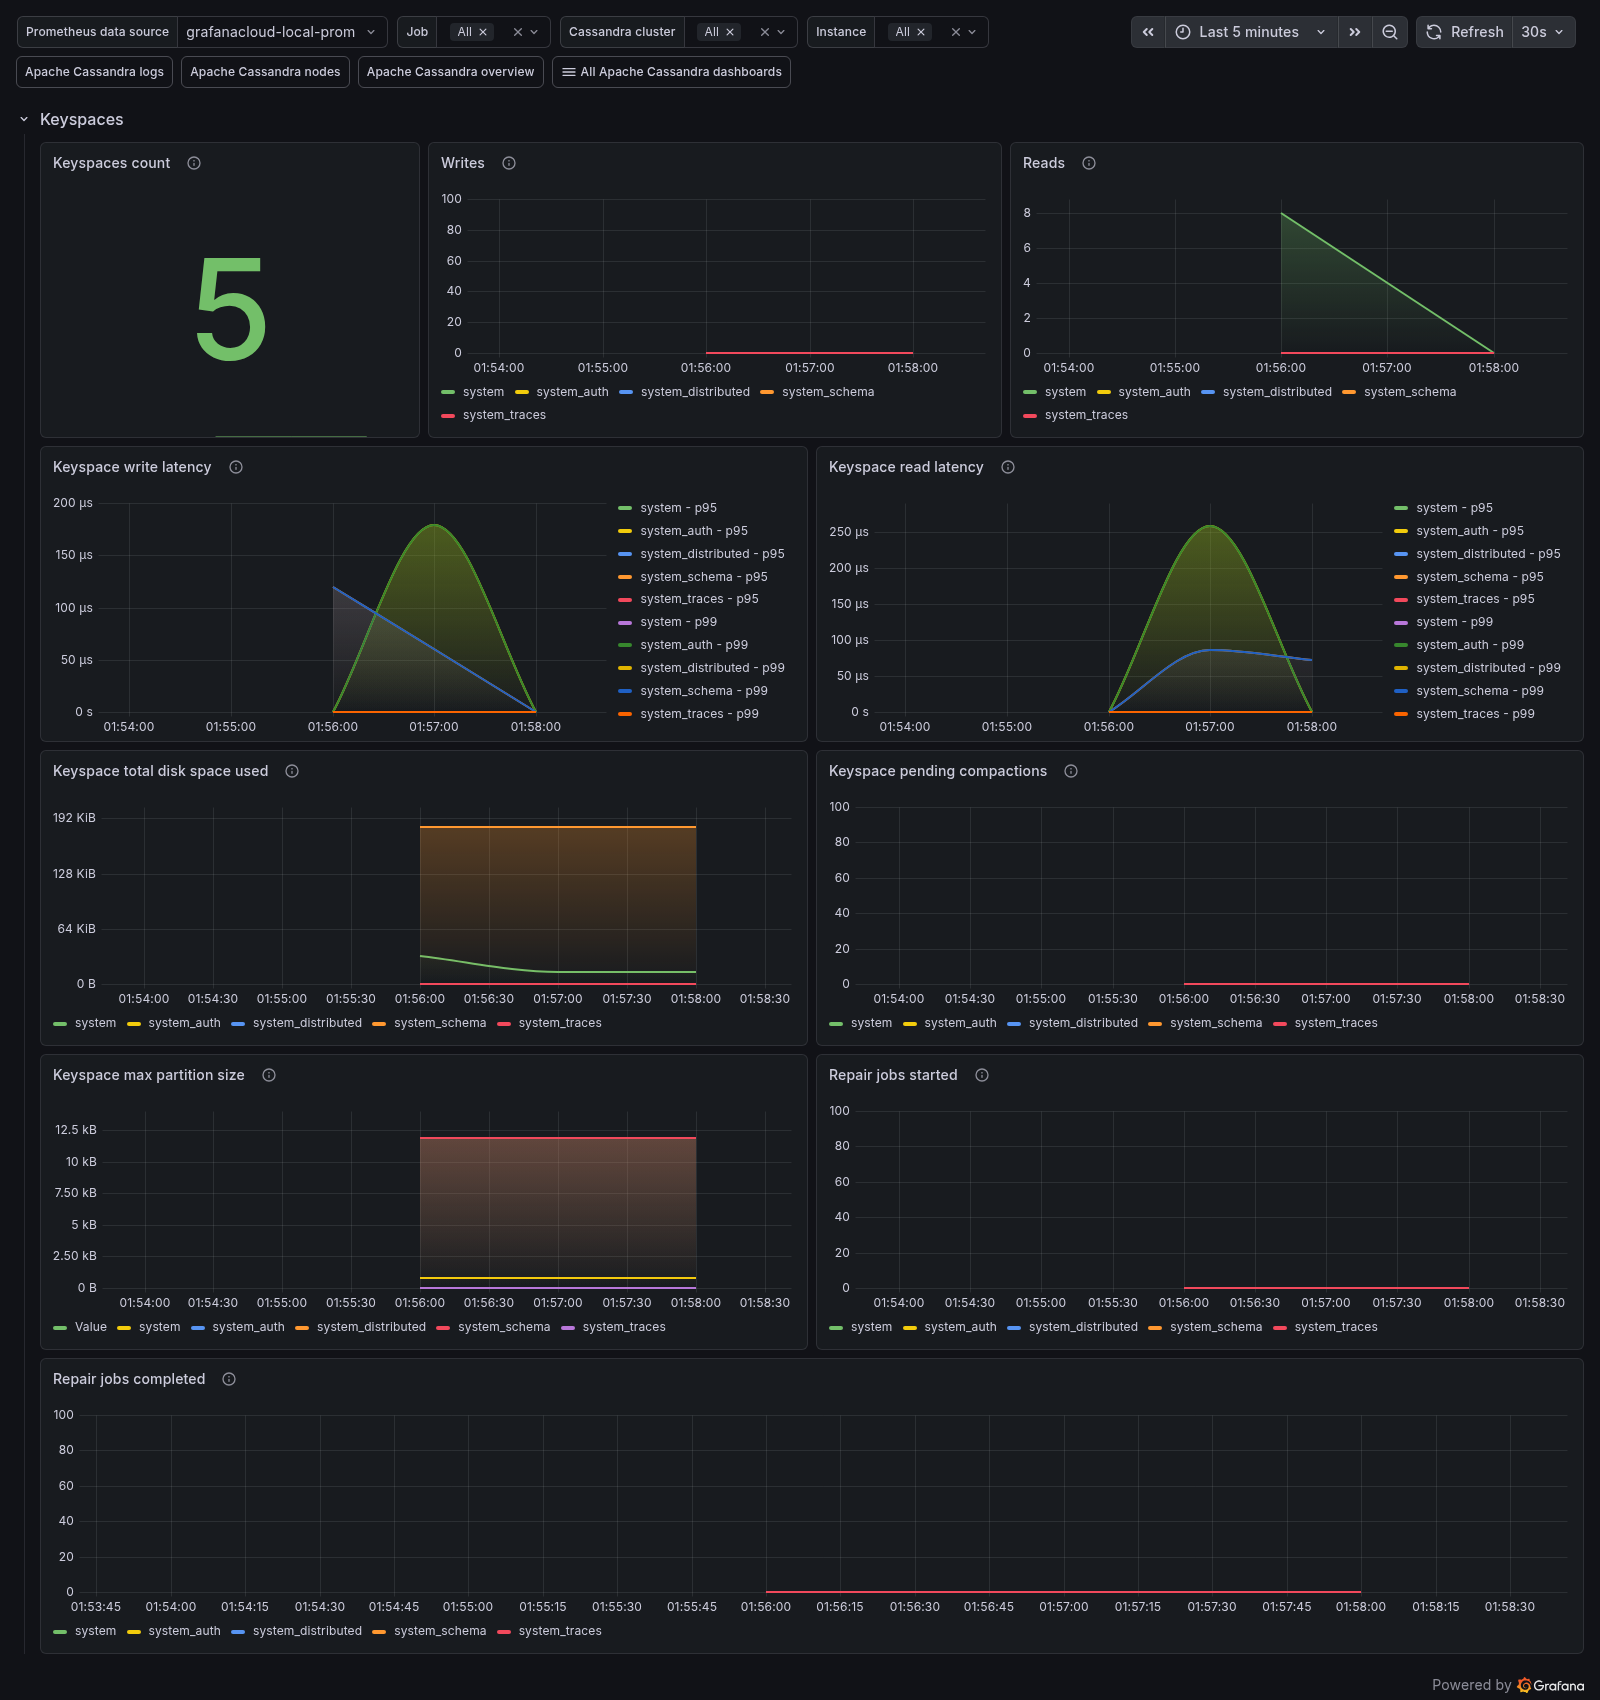 Prometheus data source grafanacloud-local-prom Job All Cassandra cluster All Instance All Last 5 minutes Refresh 30s
Apache Cassandra logs Apache Cassandra nodes Apache Cassandra overview All Apache Cassandra dashboards
Keyspaces
Keyspaces count
5
Writes
100
80
60
40
20
0
01:54:00 01:55:00 01:56:00 01:57:00 01:58:00
system system_auth system_distributed system_schema
system_traces
Reads
8
6
4
2
0
01:54:00 01:55:00 01:56:00 01:57:00 01:58:00
system system_auth system_distributed system_schema
system_traces
Keyspace write latency
200 µs
150 µs
100 µs
50 µs
0 s
01:54:00 01:55:00 01:56:00 01:57:00 01:58:00
system - p95
system_auth - p95
system_distributed - p95
system_schema - p95
system_traces - p95
system - p99
system_auth - p99
system_distributed - p99
system_schema - p99
system_traces - p99
Keyspace read latency
250 µs
200 µs
150 µs
100 µs
50 µs
0 s
01:54:00 01:55:00 01:56:00 01:57:00 01:58:00
system - p95
system_auth - p95
system_distributed - p95
system_schema - p95
system_traces - p95
system - p99
system_auth - p99
system_distributed - p99
system_schema - p99
system_traces - p99
Keyspace total disk space used
192 KiB
128 KiB
64 KiB
0 B
01:54:00 01:54:30 01:55:00 01:55:30 01:56:00 01:56:30 01:57:00 01:57:30 01:58:00 01:58:30
system system_auth system_distributed system_schema system_traces
Keyspace pending compactions
100
80
60
40
20
0
01:54:00 01:54:30 01:55:00 01:55:30 01:56:00 01:56:30 01:57:00 01:57:30 01:58:00 01:58:30
system system_auth system_distributed system_schema system_traces
Keyspace max partition size
12.5 kB
10 kB
7.50 kB
5 kB
2.50 kB
0 B
01:54:00 01:54:30 01:55:00 01:55:30 01:56:00 01:56:30 01:57:00 01:57:30 01:58:00 01:58:30
Value system system_auth system_distributed system_schema system_traces
Repair jobs started
100
80
60
40
20
0
01:54:00 01:54:30 01:55:00 01:55:30 01:56:00 01:56:30 01:57:00 01:57:30 01:58:00 01:58:30
system system_auth system_distributed system_schema system_traces
Repair jobs completed
100
80
60
40
20
0
01:53:45 01:54:00 01:54:15 01:54:30 01:54:45 01:55:00 01:55:15 01:55:30 01:55:45 01:56:00 01:56:15 01:56:30 01:56:45 01:57:00 01:57:15 01:57:30 01:57:45 01:58:00 01:58:15 01:58:30
system system_auth system_distributed system_schema system_traces
Powered by Grafana